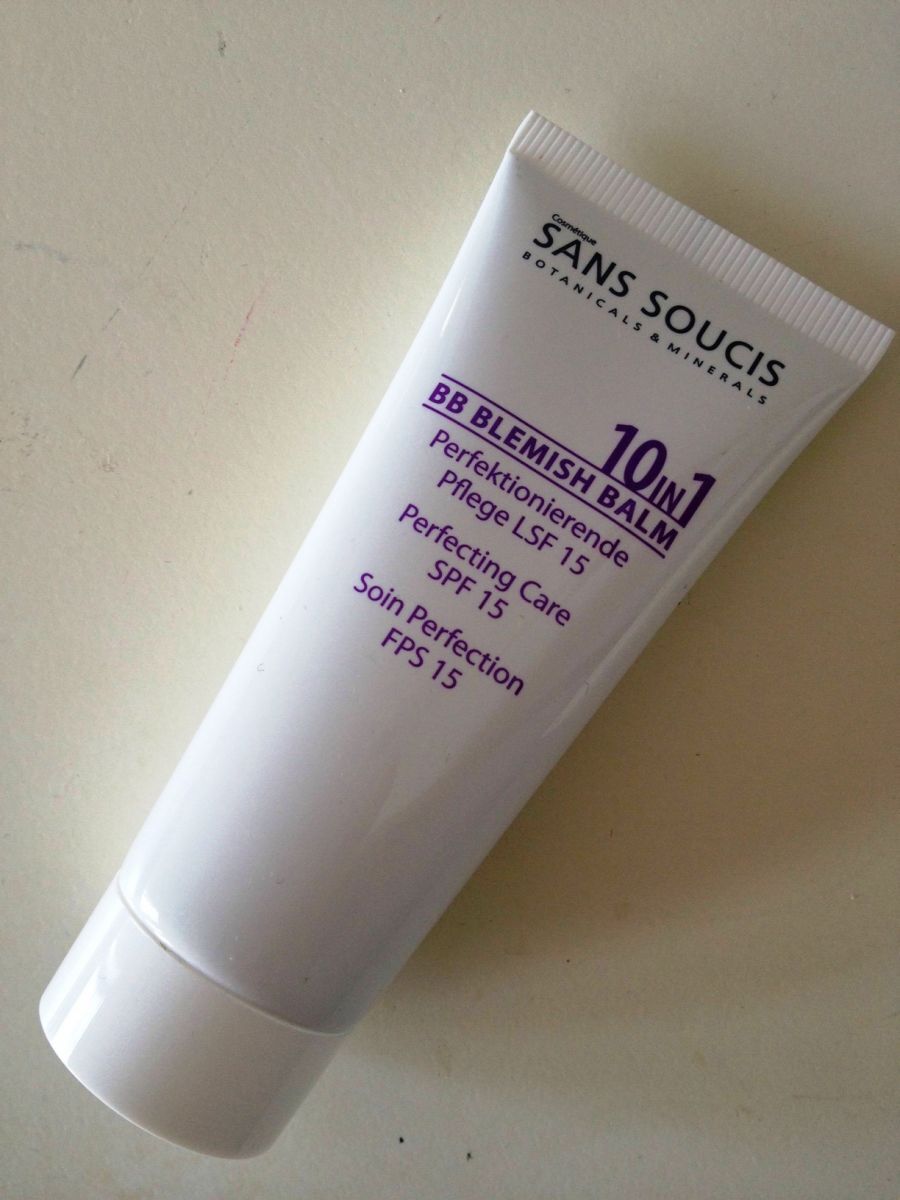 Cosmétique
SANS SOUCIS
BOTANICALS & MINERALS
10IN1
BB BLEMISH BALM
Perfektionierende
Pflege LSF 15
Perfecting Care
SPF 15
Soin Perfection
FPS 15